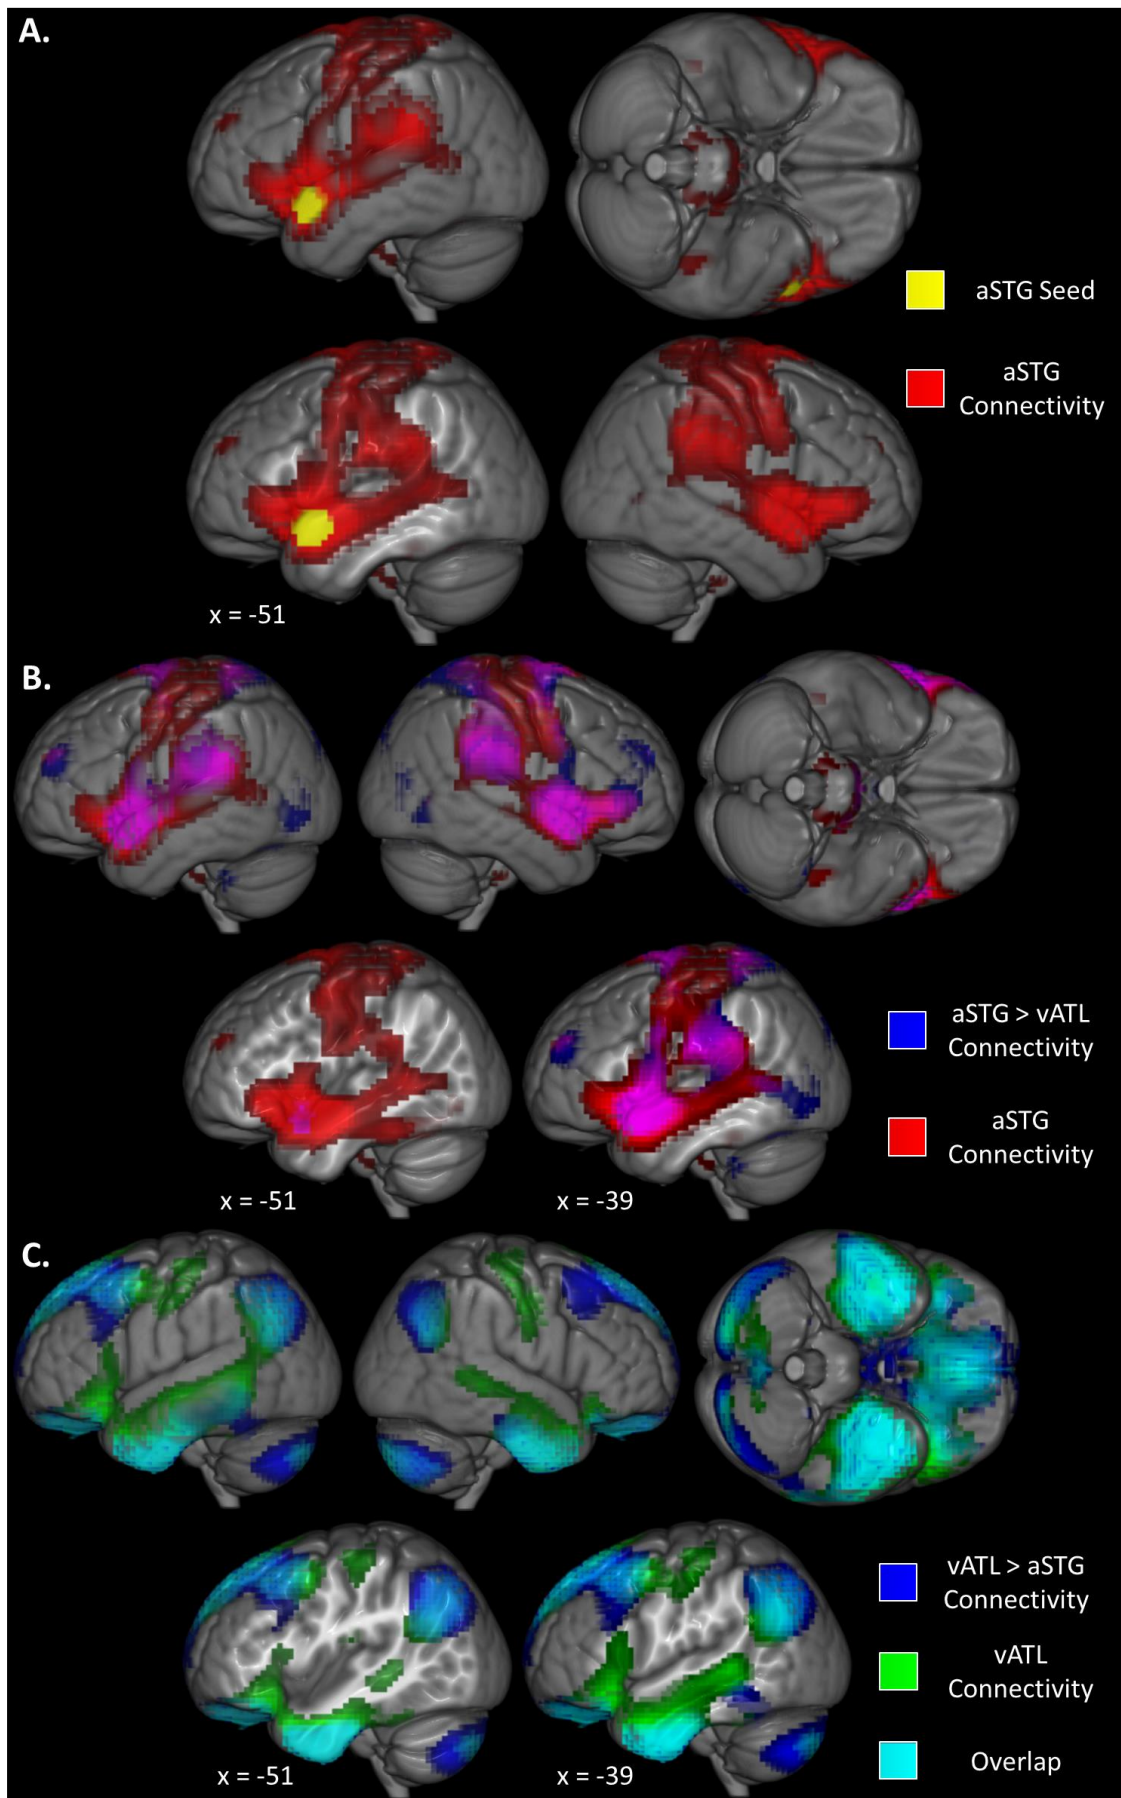 A.
aSTG Seed
aSTG
Connectivity
x = -51
B.
aSTG > vATL
Connectivity
aSTG
Connectivity
x = -51
x = -39
C.
vATL > aSTG
Connectivity
vATL
Connectivity
Overlap
x = -51
x = -39